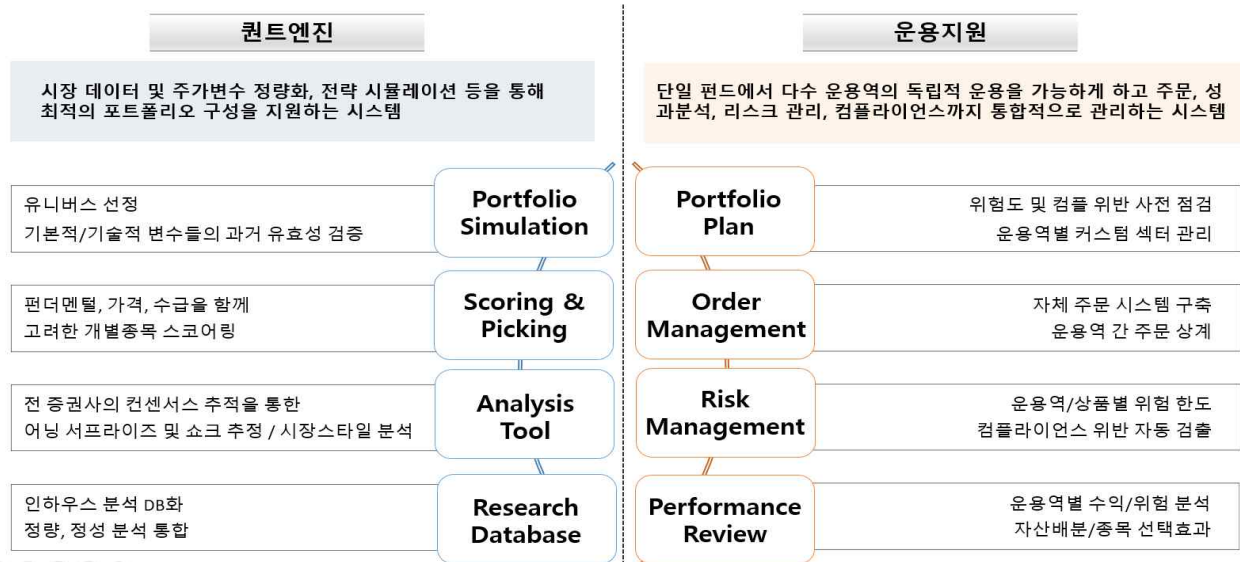 퀀트엔진
시장 데이터 및 주가변수 정량화, 전략 시뮬레이션 등을 통해
최적의 포트폴리오 구성을 지원하는 시스템
Portfolio
Simulation
유니버스 선정
기본적/기술적 변수들의 과거 유효성 검증
Scoring &
Picking
펀더멘털, 가격, 수급을 함께
고려한 개별종목 스코어링
Analysis
Tool
전 증권사의 컨센서스 추적을 통한
어닝 서프라이즈 및 쇼크 추정 / 시장스타일 분석
Research
Database
인하우스 분석 DB화
정량, 정성 분석 통합
운용지원
단일 펀드에서 다수 운용역의 독립적 운용을 가능하게 하고 주문, 성
과분석, 리스크 관리, 컴플라이언스까지 통합적으로 관리하는 시스템
Portfolio
Plan
위험도 및 컴플 위반 사전 점검
운용역별 커스텀 섹터 관리
Order
Management
자체 주문 시스템 구축
운용역 간 주문 상계
Risk
Management
운용역/상품별 위험 한도
컴플라이언스 위반 자동 검출
Performance
Review
운용역별 수익/위험 분석
자산배분/종목 선택효과